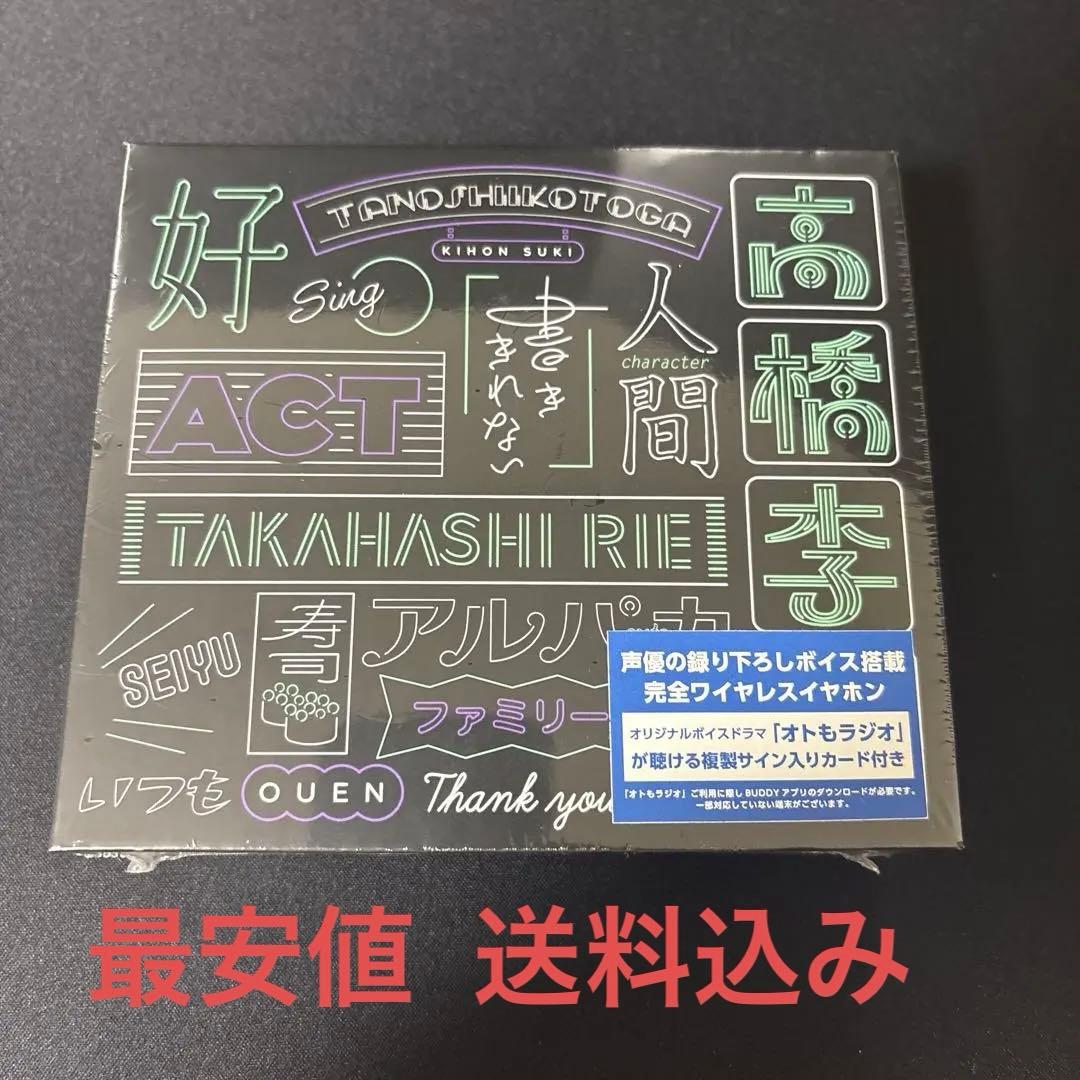 好
TANOSHIIKOTOGA
KIHON SUKI
Sing
「書き
きれない」
人
character
間
高
橋
李
ACT
TAKAHASHI RIE
SEIYU
寿司
アルパカ
ファミリー
いつも
OUEN
Thank you
声優の録り下ろしボイス搭載
完全ワイヤレスイヤホン
オリジナルボイスドラマ「オトもラジオ」
が聴ける複製サイン入りカード付き
「オトもラジオ」ご利用に際しBUDDYアプリのダウンロードが必要です。
一部対応していない端末がございます。
最安値 送料込み